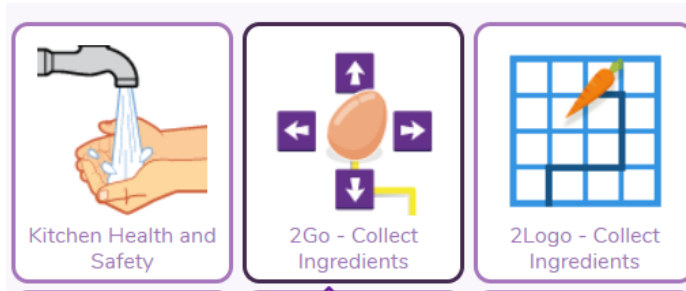 Kitchen Health and
Safety
2Go - Collect
Ingredients
2Logo - Collect
Ingredients